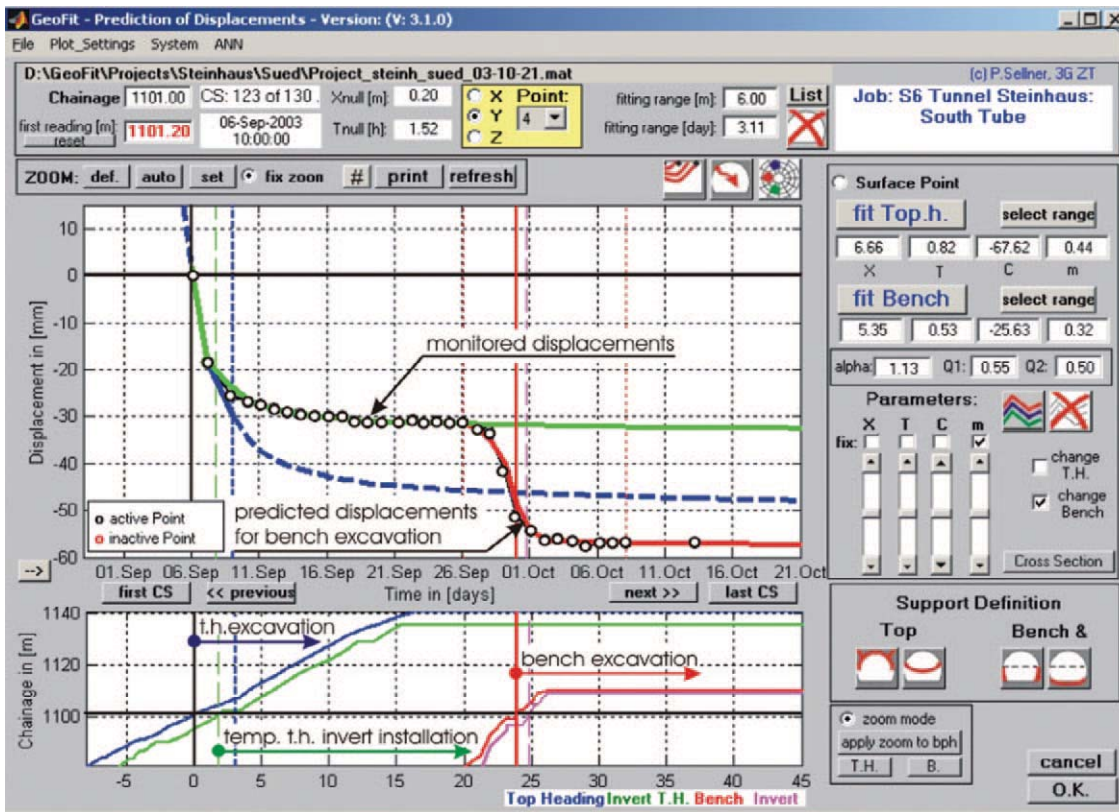 GeoFit - Prediction of Displacements - Version: (V: 3.1.0)
File Plot_Settings System ANN
D:\GeoFit\Projects\Steinhaus\Sued\Project_steinh_sued_03-10-21.mat
(c) P.Sellner, 3G ZT
Chainage 1101.00 CS: 123 of 130. Xnull [m]: 0.20 X Point: fitting range [m]: 6.00 List
Job: S6 Tunnel Steinhaus:
South Tube
first reading [m]: 1101.20 06-Sep-2003 Tnull [h]: 1.52 Y 4 fitting range [day]: 3.11
reset 10:00:00 Z
ZOOM: def. auto set fix zoon # print refresh
Surface Point
fit Top.h. select range
6.66 0.82 -67.62 0.44
X T C m
fit Bench select range
5.35 0.53 -25.63 0.32
alpha: 1.13 Q1: 0.55 Q2: 0.50
Parameters:
X T C m
fix:
change
T.H.
change
Bench
Cross Section
Displacement in [mm]
10
0
-10
-20
-30
-40
-50
-60
monitored displacements
predicted displacements
for bench excavation
active Point
inactive Point
01.Sep 06.Sep 11.Sep 16.Sep 21.Sep 26.Sep 01.Oct 06.Oct 11.Oct 16.Oct 21.Oct
-->
first CS << previous Time in [days] next >> last CS
Chainage in [m]
1140
1120
1100
t.h.excavation
bench excavation
temp. t.h. invert installation
-5 0 5 10 15 20 25 30 35 40 45
Top Heading Invert T.H. Bench Invert
Support Definition
Top Bench &
zoom mode
apply zoom to bph
T.H. B.
cancel
O.K.